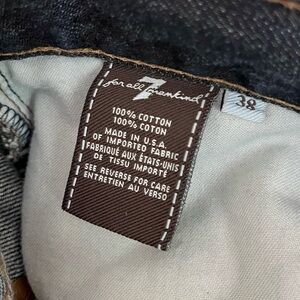 7
for all mankind
38
100% COTTON
100% COTON
MADE IN U.S.A.
OF IMPORTED FABRIC
FABRIQUÉ AUX ÉTATS-UNIS
DE TISSU IMPORTÉ
SEE REVERSE FOR CARE
ENTRETIEN AU VERSO